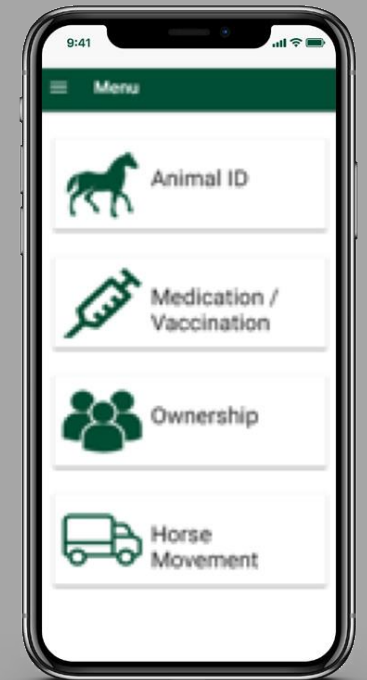 9:41
Menu
Animal ID
Medication /
Vaccination
Ownership
Horse
Movement